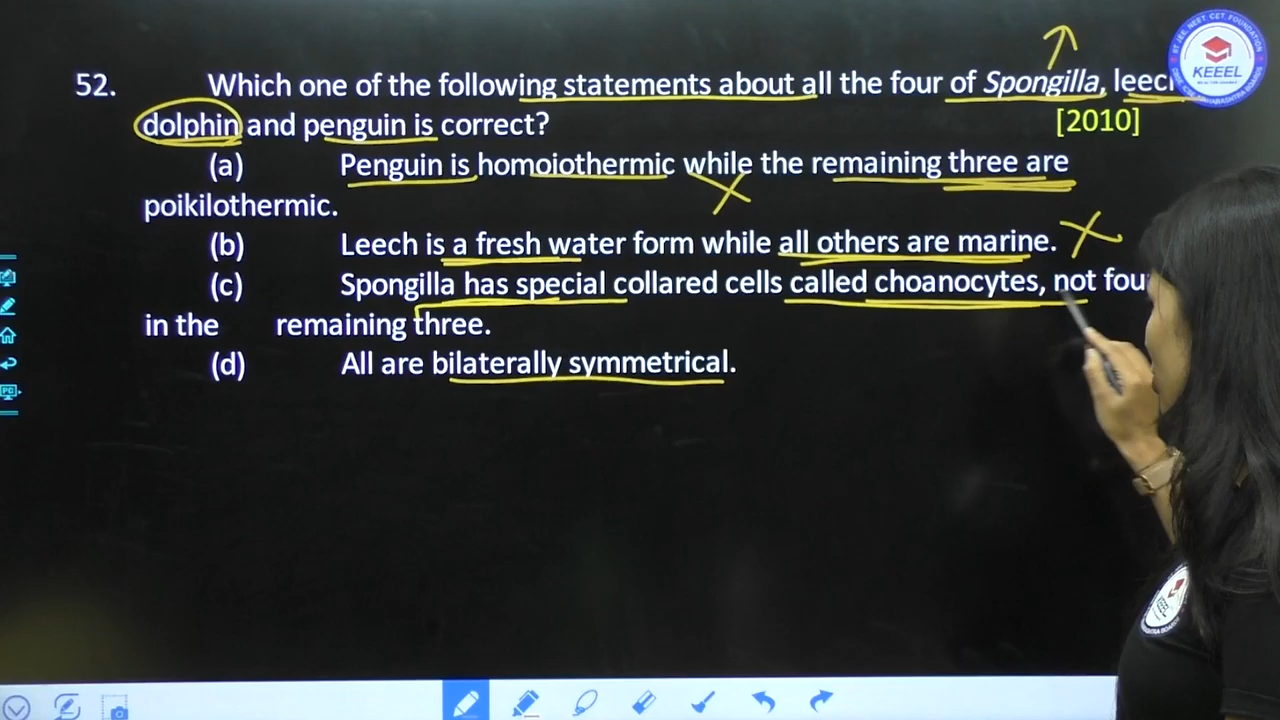 52. Which one of the following statements about all the four of Spongilla, leech
dolphin and penguin is correct? [2010]
(a) Penguin is homoiothermic while the remaining three are
poikilothermic.
(b) Leech is a fresh water form while all others are marine.
(c) Spongilla has special collared cells called choanocytes, not
in the remaining three.
(d) All are bilaterally symmetrical.
KEEEL